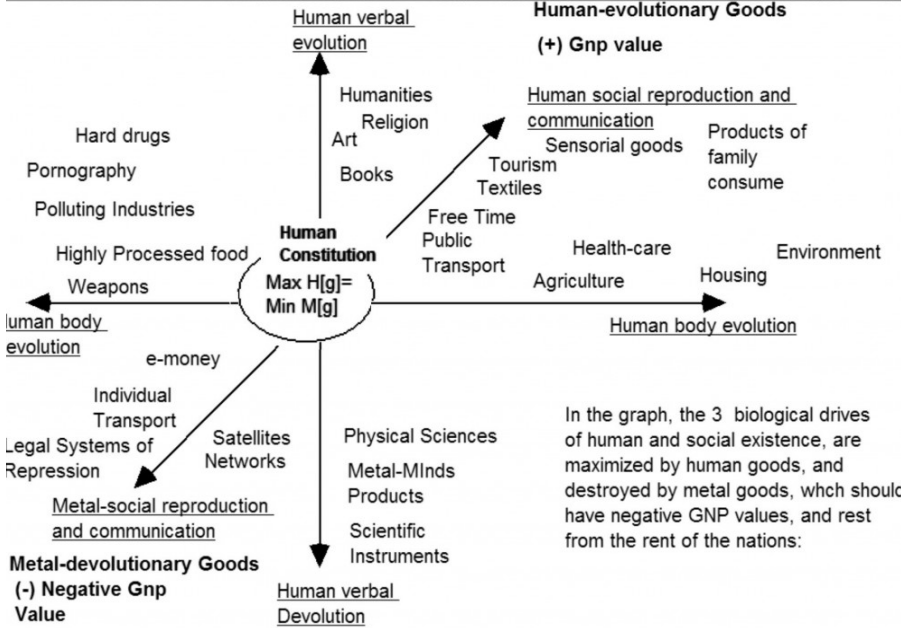 Human verbal
evolution
Human-evolutionary Goods
(+) Gnp value
Humanities
Religion
Art
Books
Human social reproduction and
communication
Sensorial goods
Products of
family
consume
Tourism
Textiles
Free Time
Public
Transport
Hard drugs
Pornography
Polluting Industries
Highly Processed food
Weapons
Human
Constitution
Max H[g]=
Min M[g]
Health-care
Agriculture
Housing
Environment
uman body
evolution
Human body evolution
e-money
Individual
Transport
Legal Systems of
Repression
Satellites
Networks
Metal-social reproduction
and communication
Metal-devolutionary Goods
(-) Negative Gnp
Value
Physical Sciences
Metal-MInds
Products
Scientific
Instruments
Human verbal
Devolution
In the graph, the 3 biological drives
of human and social existence, are
maximized by human goods, and
destroyed by metal goods, whch should
have negative GNP values, and rest
from the rent of the nations: